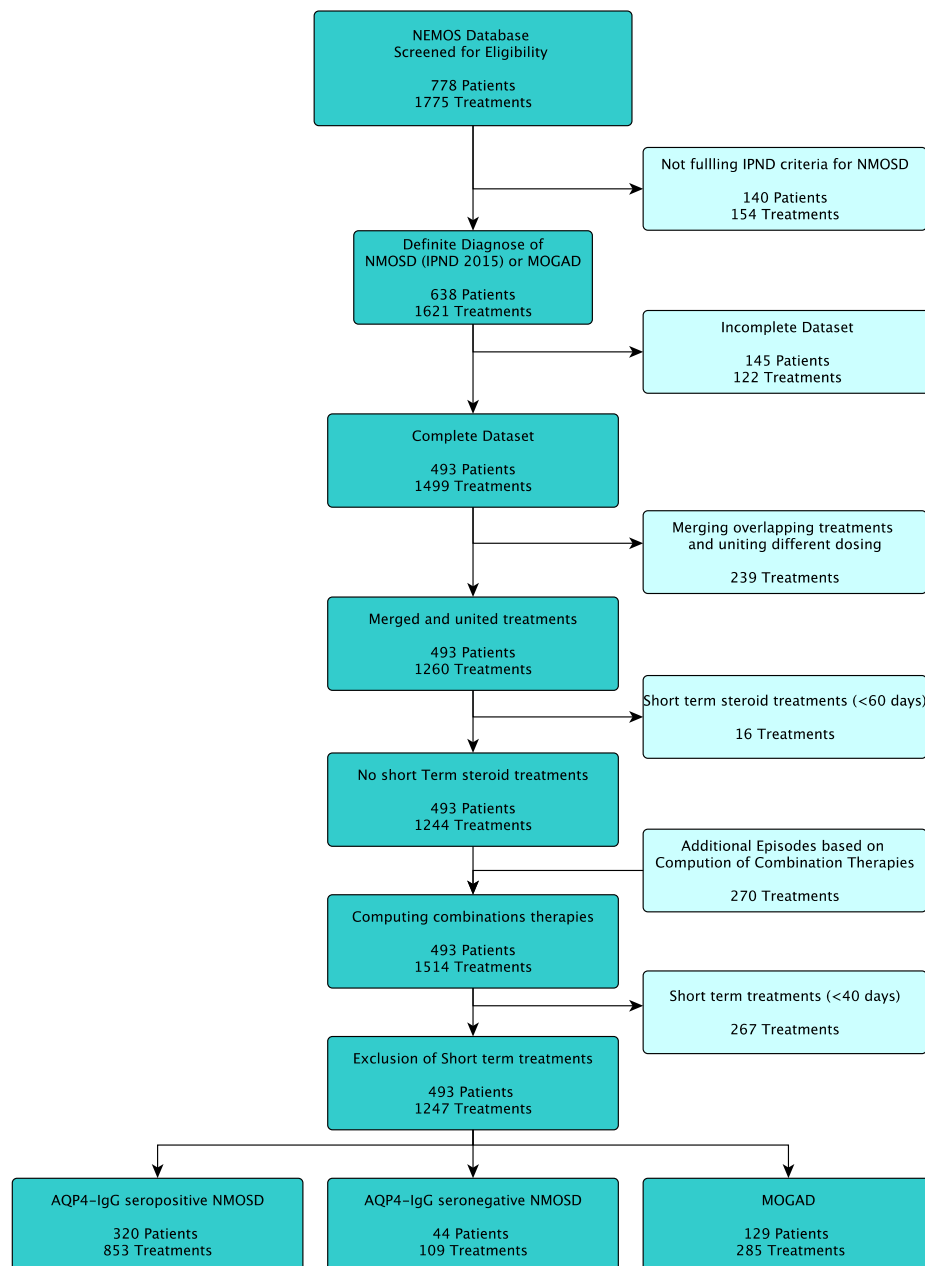 NEMOS Database
Screened for Eligibility
778 Patients
1775 Treatments
Not fullling IPND criteria for NMOSD
140 Patients
154 Treatments
Definite Diagnose of
NMOSD (IPND 2015) or MOGAD
638 Patients
1621 Treatments
Incomplete Dataset
145 Patients
122 Treatments
Complete Dataset
493 Patients
1499 Treatments
Merging overlapping treatments
and uniting different dosing
239 Treatments
Merged and united treatments
493 Patients
1260 Treatments
Short term steroid treatments (<60 days)
16 Treatments
No short Term steroid treatments
493 Patients
1244 Treatments
Additional Episodes based on
Compution of Combination Therapies
270 Treatments
Computing combinations therapies
493 Patients
1514 Treatments
Short term treatments (<40 days)
267 Treatments
Exclusion of Short term treatments
493 Patients
1247 Treatments
AQP4-IgG seropositive NMOSD
320 Patients
853 Treatments
AQP4-IgG seronegative NMOSD
44 Patients
109 Treatments
MOGAD
129 Patients
285 Treatments